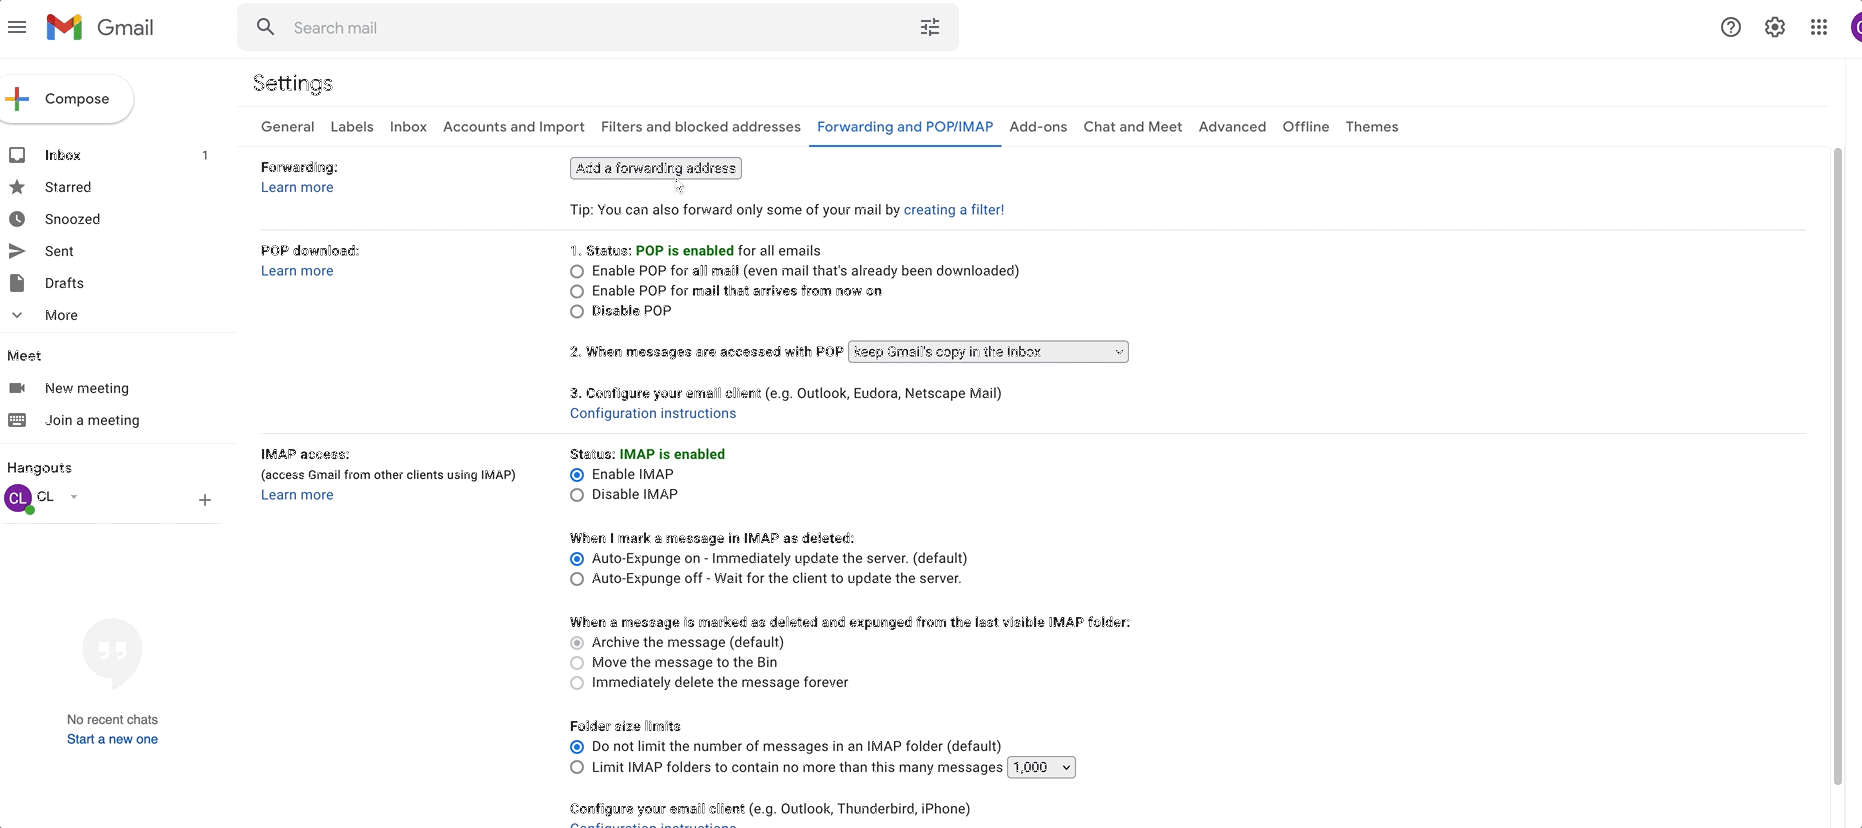 Gmail
Search mail
Compose
Inbox 1
Starred
Snoozed
Sent
Drafts
More
Meet
New meeting
Join a meeting
Hangouts
CL CL
No recent chats
Start a new one
Settings
General Labels Inbox Accounts and Import Filters and blocked addresses Forwarding and POP/IMAP Add-ons Chat and Meet Advanced Offline Themes
Forwarding:
Learn more
Add a forwarding address
Tip: You can also forward only some of your mail by creating a filter!
POP download:
Learn more
1. Status: POP is enabled for all emails
Enable POP for all mail (even mail that's already been downloaded)
Enable POP for mail that arrives from now on
Disable POP
2. When messages are accessed with POP keep Gmail's copy in the Inbox
3. Configure your email client (e.g. Outlook, Eudora, Netscape Mail)
Configuration instructions
IMAP access:
(access Gmail from other clients using IMAP)
Learn more
Status: IMAP is enabled
Enable IMAP
Disable IMAP
When I mark a message in IMAP as deleted:
Auto-Expunge on - Immediately update the server. (default)
Auto-Expunge off - Wait for the client to update the server.
When a message is marked as deleted and expunged from the last visible IMAP folder:
Archive the message (default)
Move the message to the Bin
Immediately delete the message forever
Folder size limits
Do not limit the number of messages in an IMAP folder (default)
Limit IMAP folders to contain no more than this many messages 1,000
Configure your email client (e.g. Outlook, Thunderbird, iPhone)
Configuration instructions